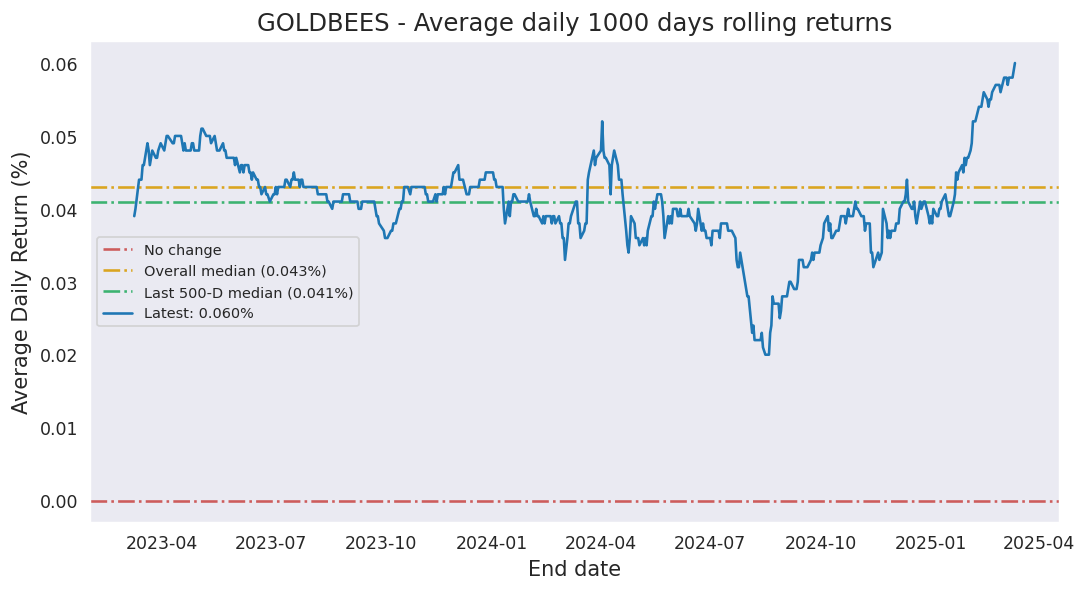 GOLDBEES - Average daily 1000 days rolling returns
Average Daily Return (%)
0.06
0.05
0.04
0.03
0.02
0.01
0.00
No change
Overall median (0.043%)
Last 500-D median (0.041%)
Latest: 0.060%
2023-04 2023-07 2023-10 2024-01 2024-04 2024-07 2024-10 2025-01 2025-04
End date